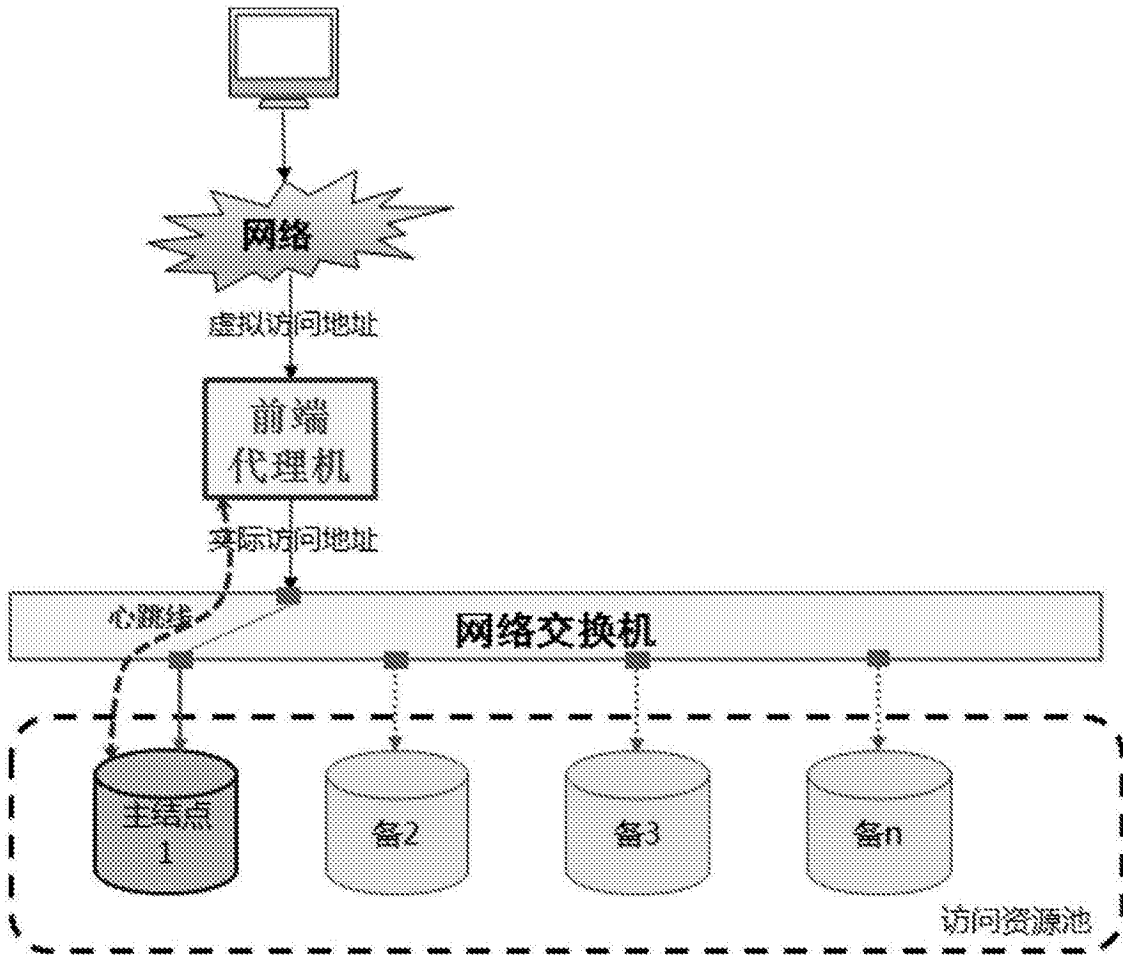 网络
虚拟访问地址
前端
代理机
实际访问地址
心跳线
网络交换机
主结点
1
备2
备3
备n
访问资源池